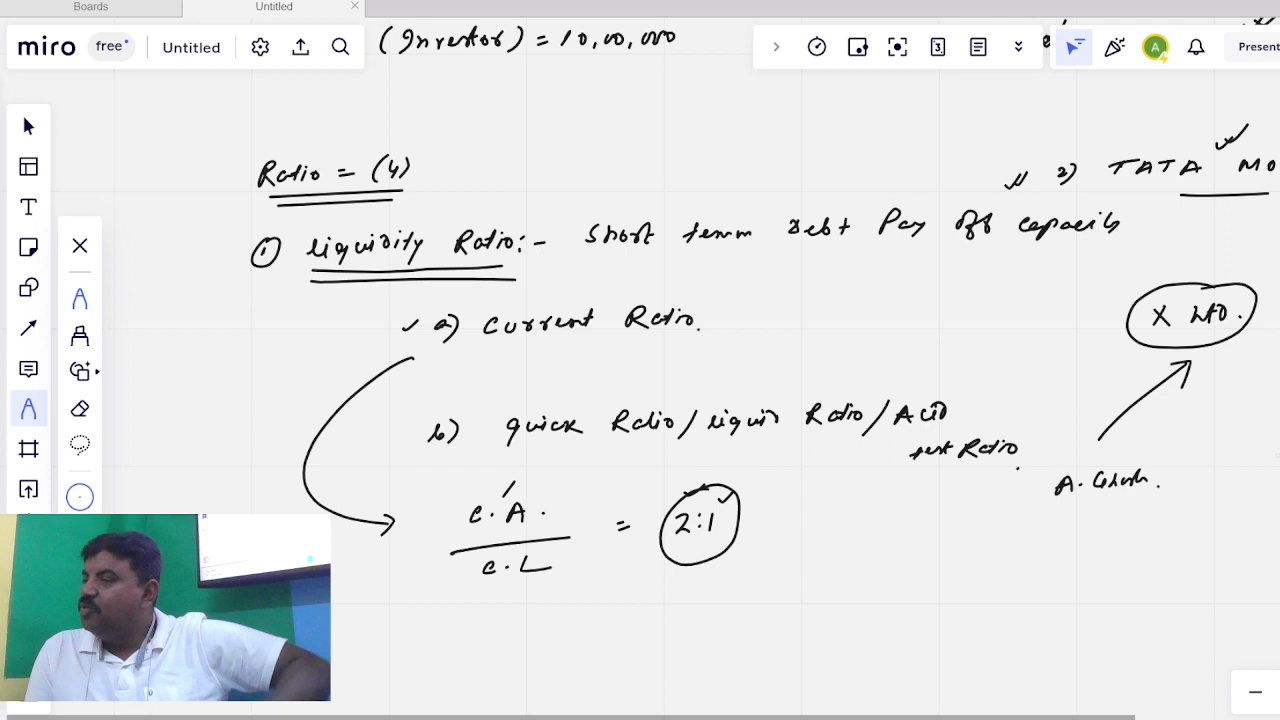 Boards Untitled
miro free Untitled
Present
(Investor) = 10,00,000
Ratio = (4)
2) TATA MO
① liquidity Ratio:- Short term debt Pay off capacity
a) current Ratio.
X LTD.
b) quick Ratio/liquid Ratio/Acid
test Ratio.
C.A.
= 2:1
C.L